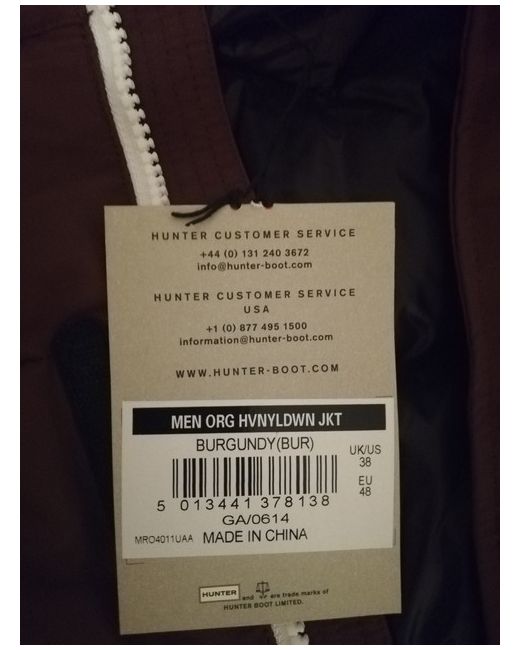 HUNTER CUSTOMER SERVICE
+44 (0) 131 240 3672
info@hunter-boot.com
HUNTER CUSTOMER SERVICE
USA
+1 (0) 877 495 1500
information@hunter-boot.com
WWW.HUNTER-BOOT.COM
MEN ORG HVNYLDWN JKT
BURGUNDY(BUR)
UK/US
38
EU
48
5 013441 378138
GA/0614
MRO4011UAA MADE IN CHINA
HUNTER and are trade marks of
HUNTER BOOT LIMITED.